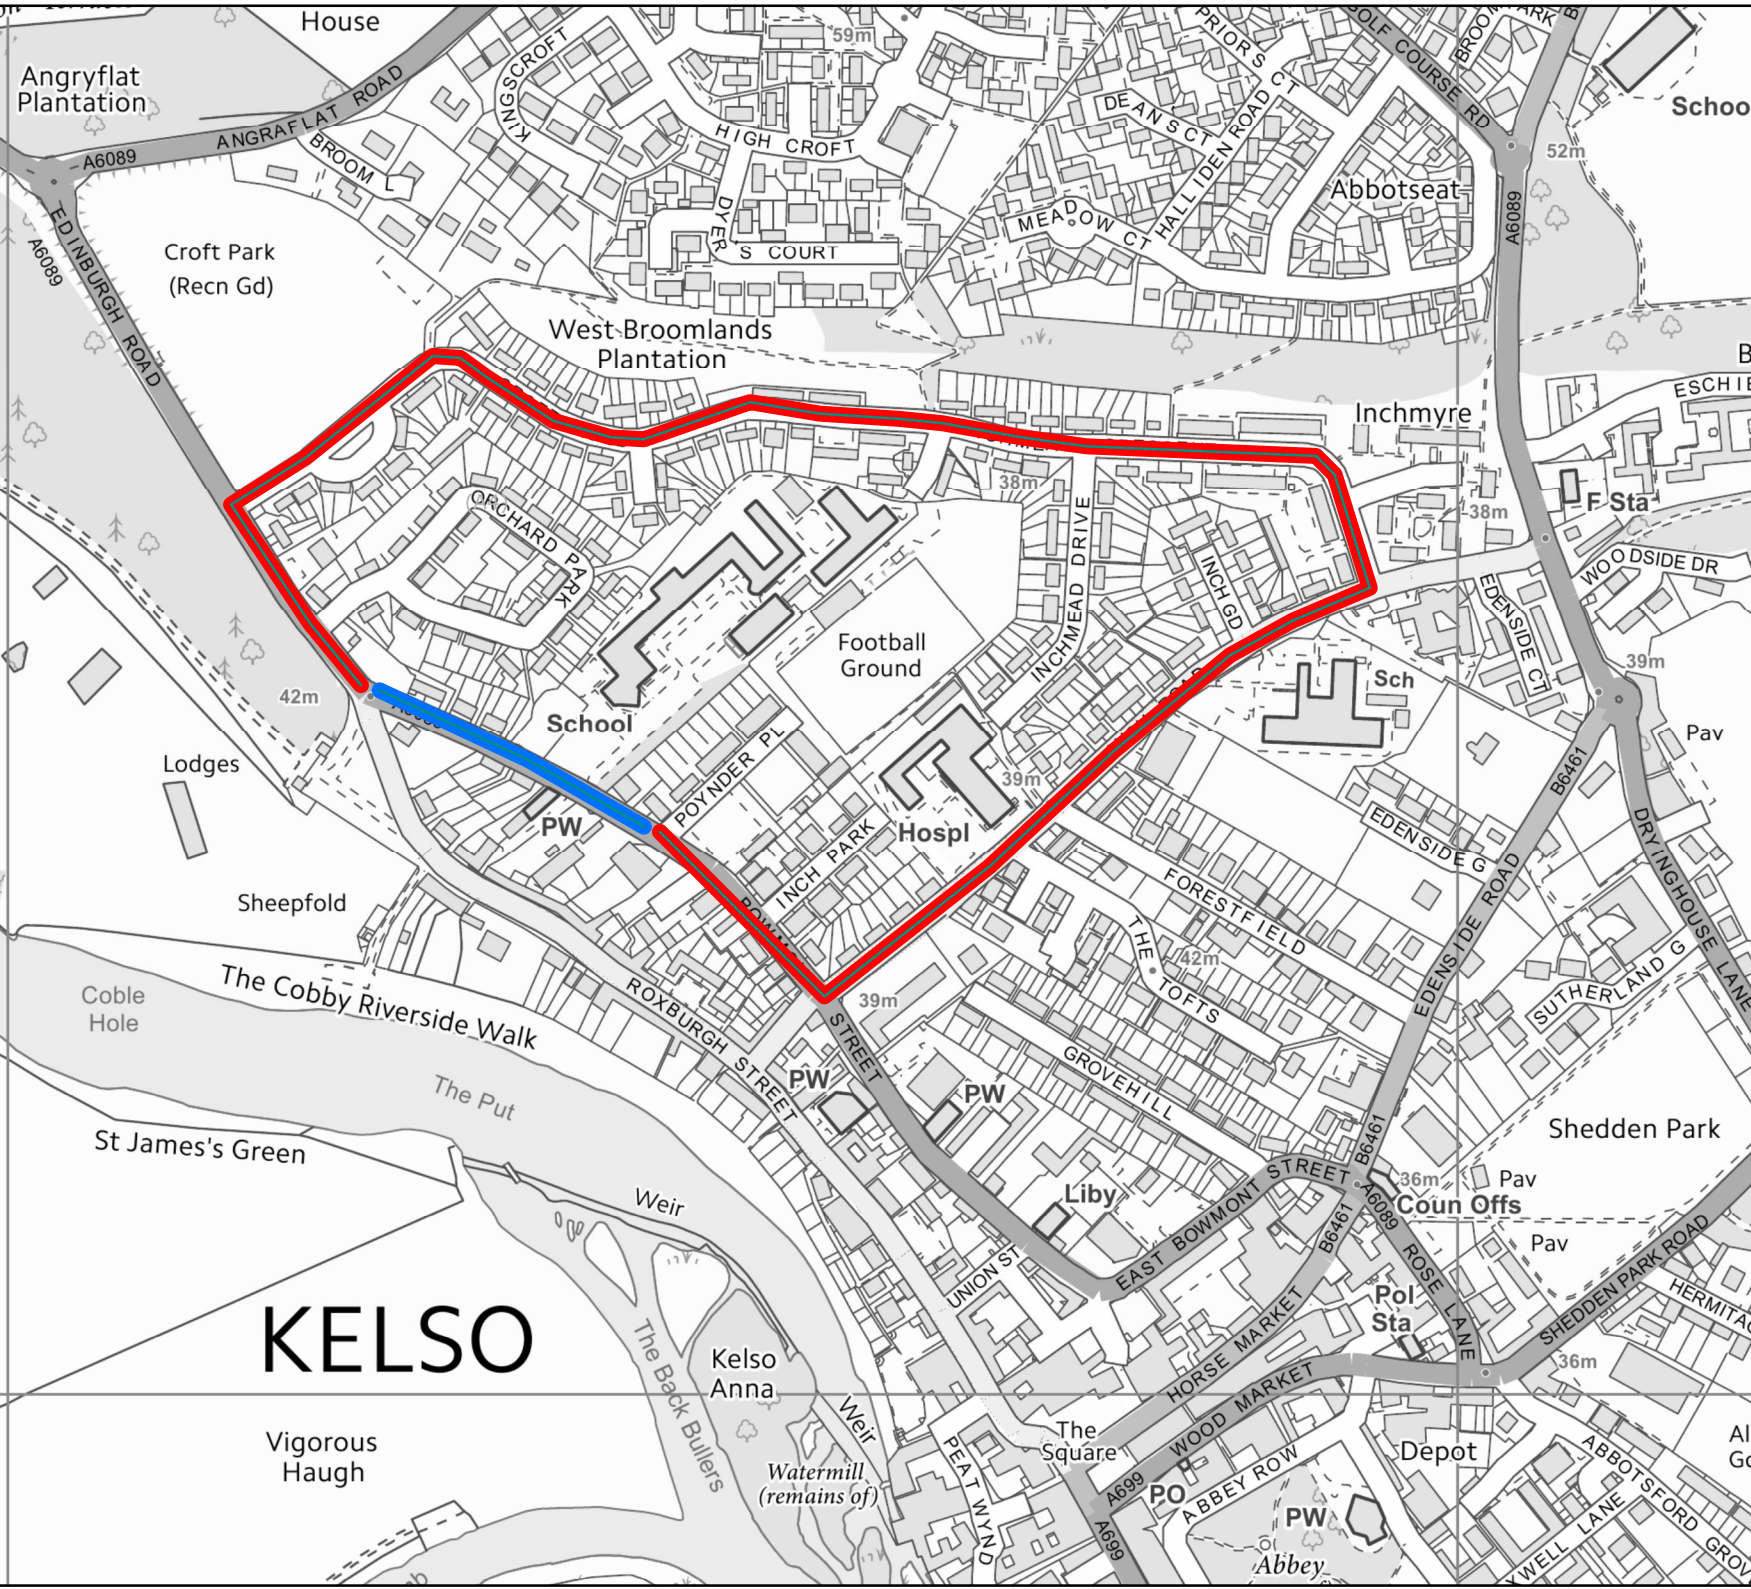 House
Angryflat
Plantation
ANGRAFLAT ROAD
A6089
BROOM L
KINGSCROFT
59m
HIGH CROFT
DYER'S COURT
PRIORS CT
DEANS CT
HALLIDEN ROAD
MEADOW CT
GOLF COURSE RD
BROOMPARK
Schoo
52m
Abbotseat
A6089
EDINBURGH ROAD
A6089
Croft Park
(Recn Gd)
West Broomlands
Plantation
ESCHIE
Inchmyre
38m
38m
F Sta
WOODSIDE DR
EDENSIDE CT
ORCHARD PARK
INCHMEAD DRIVE
INCH GD
Football
Ground
39m
Sch
42m
School
Pav
Lodges
POYNDER PL
39m
B6461
PW
INCH PARK
Hospl
EDENSIDE G
DRYINGHOUSE LANE
Sheepfold
FORESTFIELD
EDENSIDE ROAD
THE TOFTS
42m
SUTHERLAND G
The Cobby Riverside Walk
Coble
Hole
ROXBURGH STREET
39m
STREET
GROVEHILL
The Put
PW
PW
St James's Green
Shedden Park
B6461
STREET
36m
Pav
Weir
Liby
Coun Offs
A6089
EAST BOWMONT
B6461
Pav
UNION ST
ROSE LANE
SHEDDEN PARK ROAD
HERMITAG
KELSO
The Back Bullers
Kelso
Anna
Pol
Sta
HORSE MARKET
36m
Weir
WOOD MARKET
The
Square
Vigorous
Haugh
Watermill
(remains of)
PEAT WYND
A699
PO
ABBEY ROW
Depot
PW
ABBOTSFORD GROV
A699
Abbey
YWELL LANE
Al
Gc